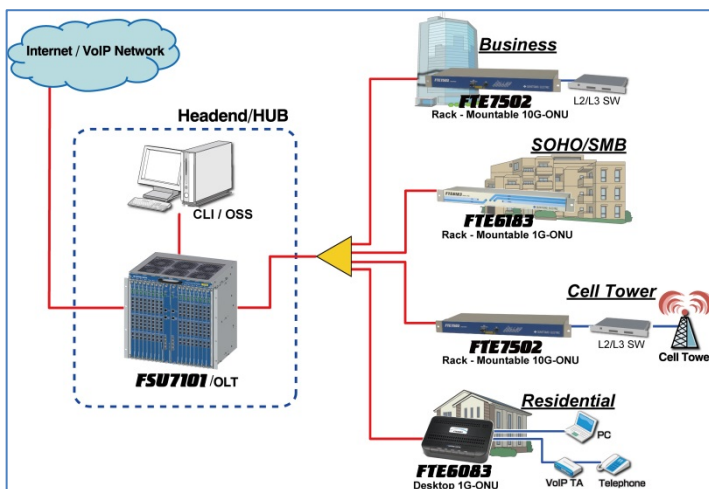 Internet / VoIP Network
Headend/HUB
CLI / OSS
FSU7101 /OLT
Business
FTE7502
Rack - Mountable 10G-ONU
L2/L3 SW
SOHO/SMB
FTE6183
Rack - Mountable 1G-ONU
Cell Tower
FTE7502
Rack - Mountable 10G-ONU
L2/L3 SW
Cell Towe
Residential
FTE6083
Desktop 1G-ONU
PC
VoIP TA
Telephone